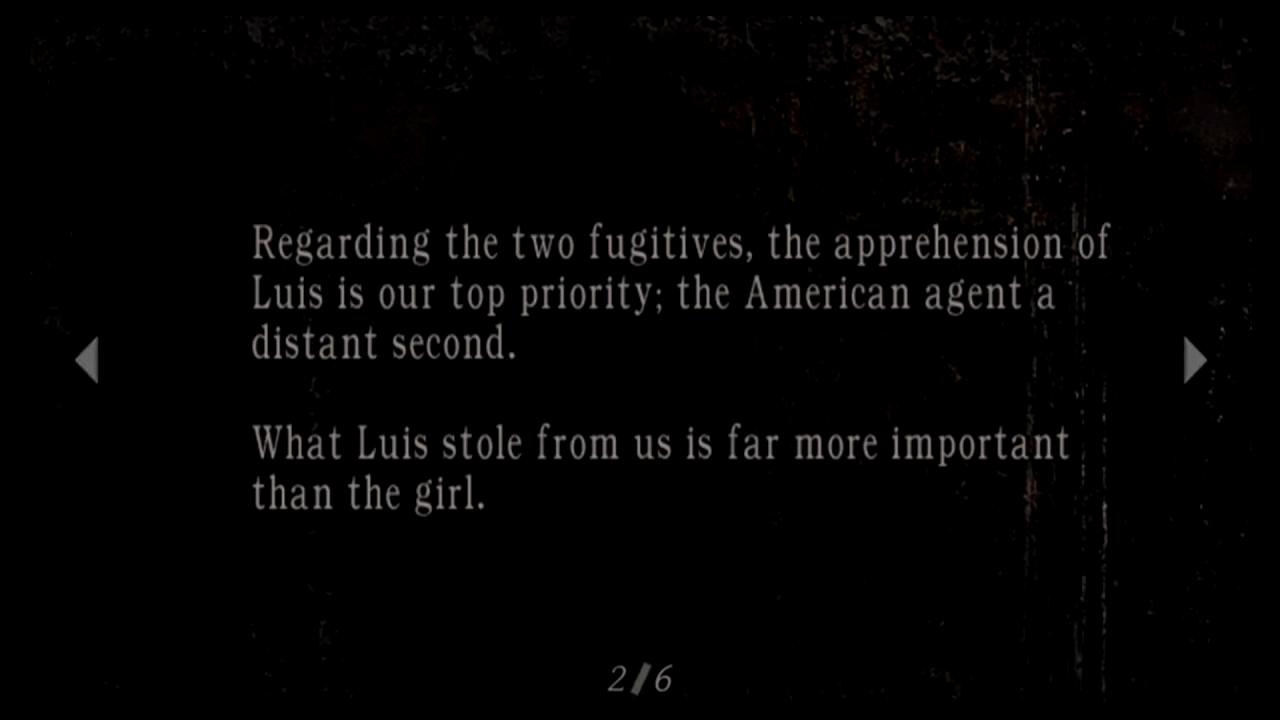 Regarding the two fugitives, the apprehension of
Luis is our top priority; the American agent a
distant second.
What Luis stole from us is far more important
than the girl.
2/6